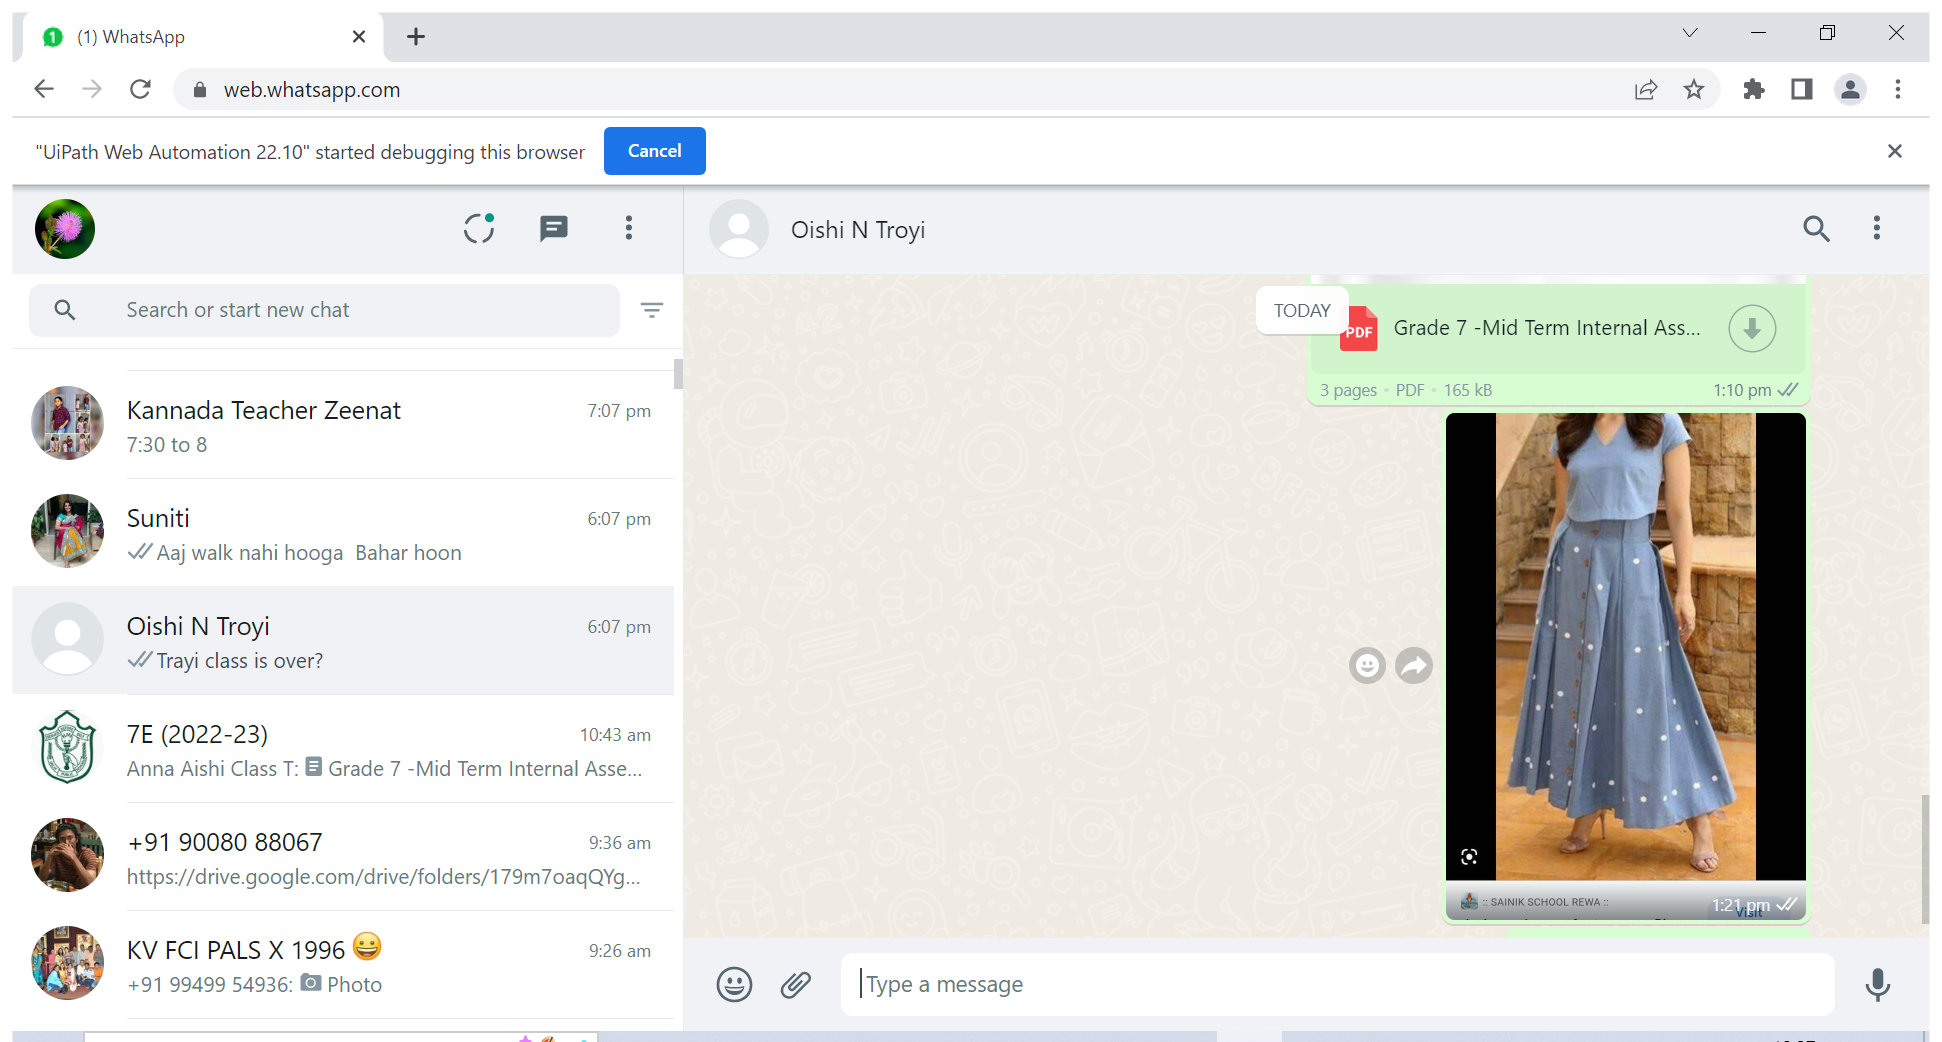 (1) WhatsApp
web.whatsapp.com
"UiPath Web Automation 22.10" started debugging this browser
Cancel
Oishi N Troyi
Search or start new chat
Kannada Teacher Zeenat 7:07 pm
7:30 to 8
Suniti 6:07 pm
Aaj walk nahi hooga Bahar hoon
Oishi N Troyi 6:07 pm
Trayi class is over?
7E (2022-23) 10:43 am
Anna Aishi Class T: Grade 7 -Mid Term Internal Asse...
+91 90080 88067 9:36 am
https://drive.google.com/drive/folders/179m7oaqQYg...
KV FCI PALS X 1996 😀 9:26 am
+91 99499 54936: Photo
TODAY
PDF
Grade 7 -Mid Term Internal Ass...
3 pages • PDF • 165 kB 1:10 pm
:: SAINIK SCHOOL REWA ::
1:21 pm
Visit
Type a message